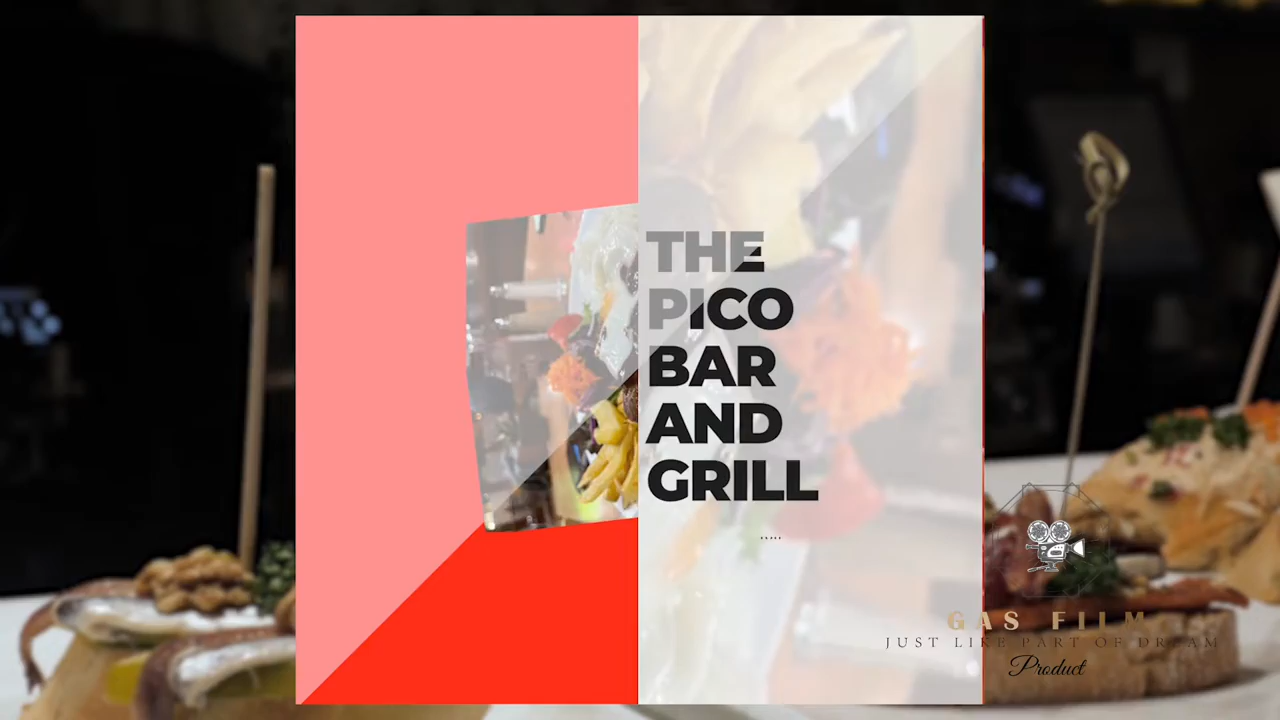 THE
PICO
BAR
AND
GRILL
.....
GAS FILM
JUST LIKE PART OF DREAM
Product